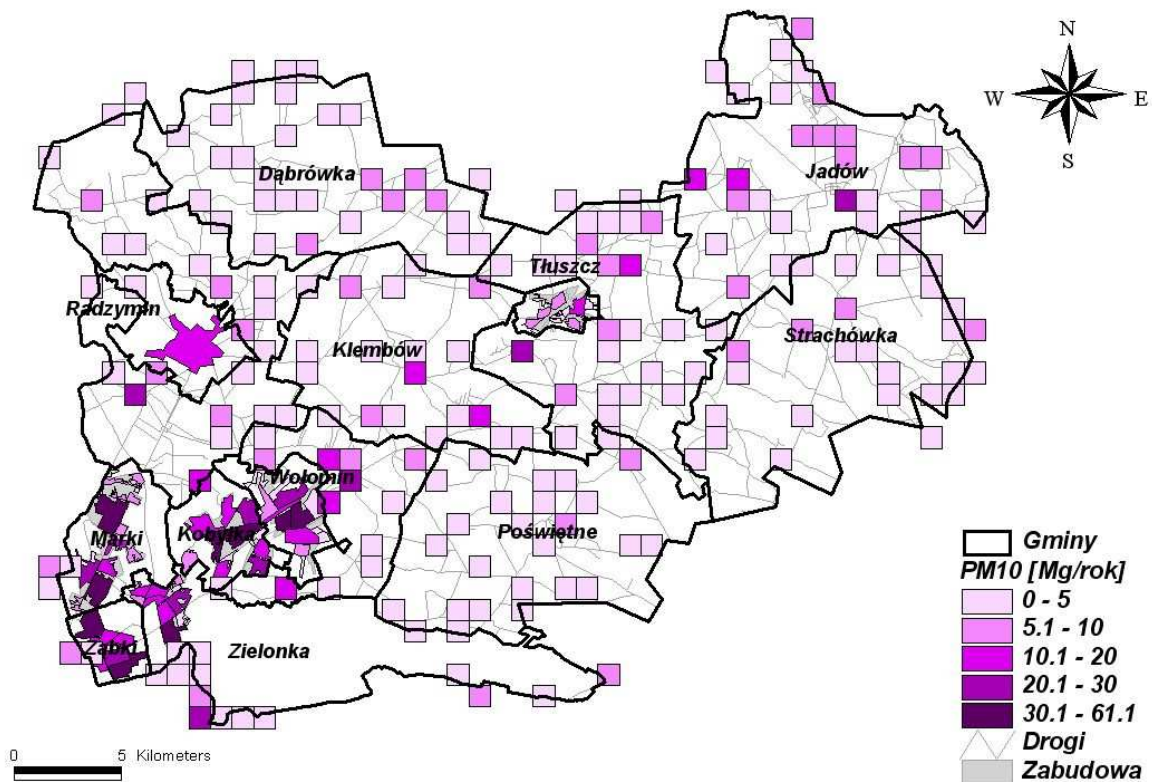 N
W E
S
Dąbrówka
Jadów
Tłuszcz
Radzymin
Klembów
Strachówka
Wołomin
Marki
Kobyłka
Poświętne
Ząbki
Zielonka
Gminy
PM10 [Mg/rok]
0 - 5
5.1 - 10
10.1 - 20
20.1 - 30
30.1 - 61.1
Drogi
Zabudowa
0 5 Kilometers